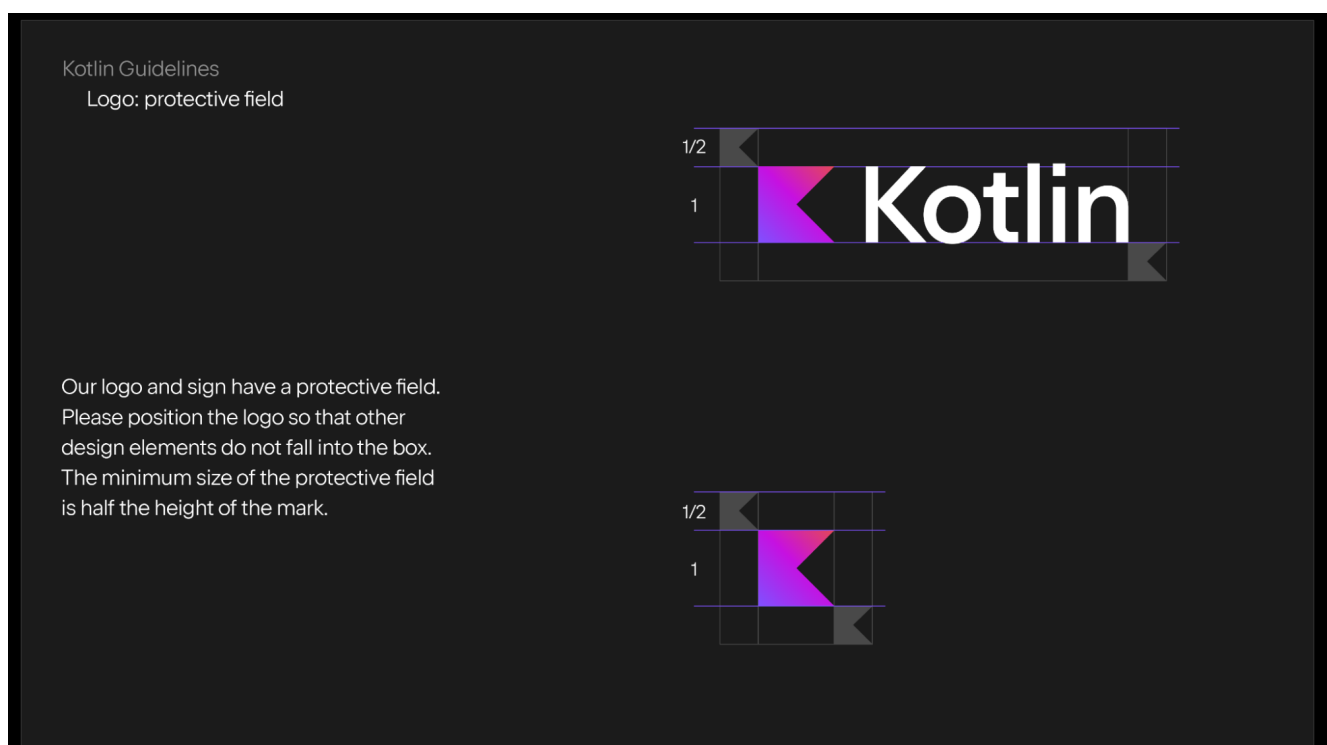 Kotlin Guidelines
Logo: protective field
1/2
1
Kotlin
Our logo and sign have a protective field.
Please position the logo so that other
design elements do not fall into the box.
The minimum size of the protective field
is half the height of the mark.
1/2
1